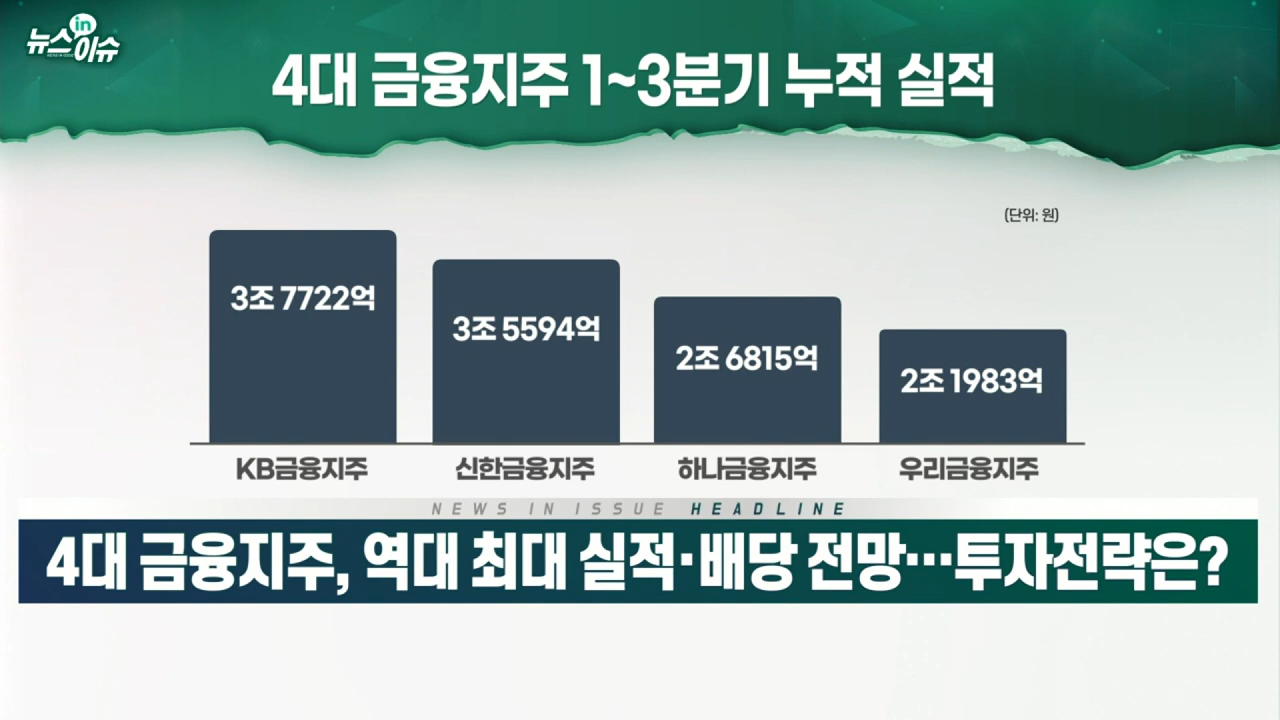 뉴스in이슈
4대 금융지주 1~3분기 누적 실적
(단위: 원)
3조 7722억
3조 5594억
2조 6815억
2조 1983억
KB금융지주
신한금융지주
하나금융지주
우리금융지주
NEWS IN ISSUE HEADLINE
4대 금융지주, 역대 최대 실적·배당 전망…투자전략은?